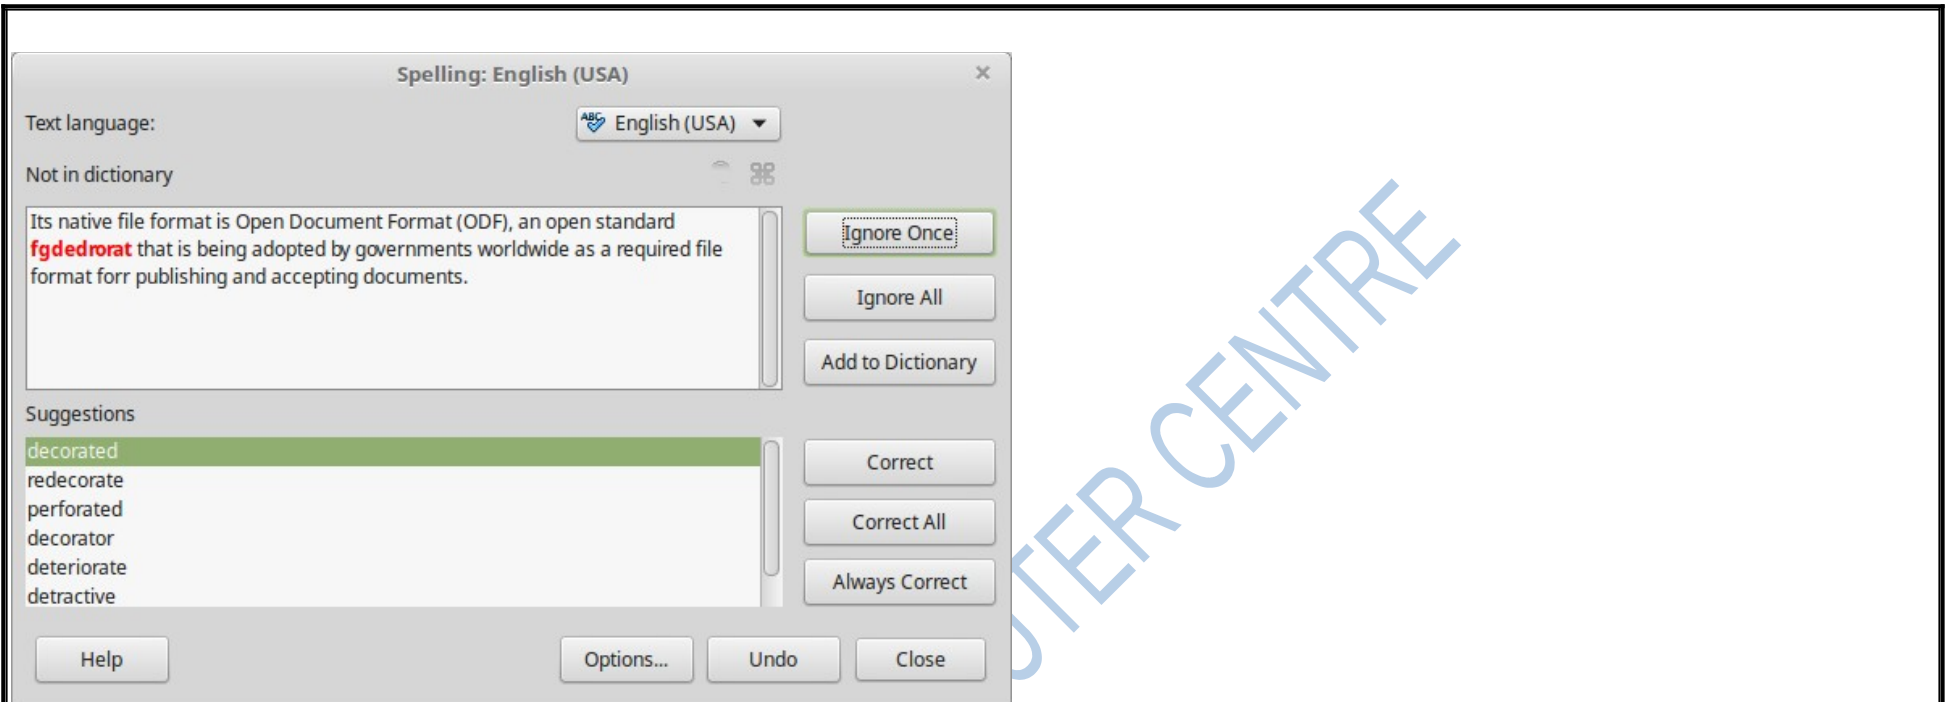 Spelling: English (USA)
Text language:
ABC English (USA)
Not in dictionary
Its native file format is Open Document Format (ODF), an open standard
fgdedrorat that is being adopted by governments worldwide as a required file
format forr publishing and accepting documents.
Ignore Once
Ignore All
Add to Dictionary
Suggestions
decorated
redecorate
perforated
decorator
deteriorate
detractive
Correct
Correct All
Always Correct
Help
Options...
Undo
Close
CENTRE